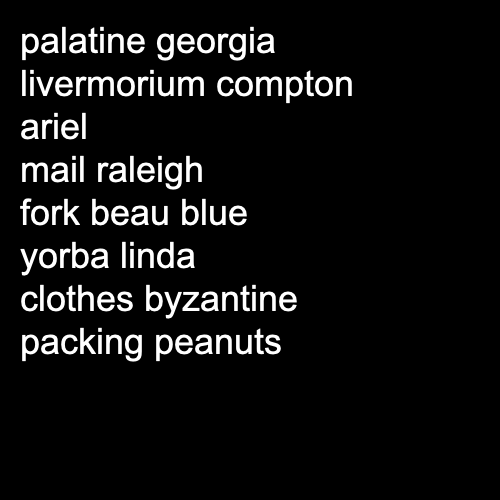 palatine georgia
livermorium compton
ariel
mail raleigh
fork beau blue
yorba linda
clothes byzantine
packing peanuts